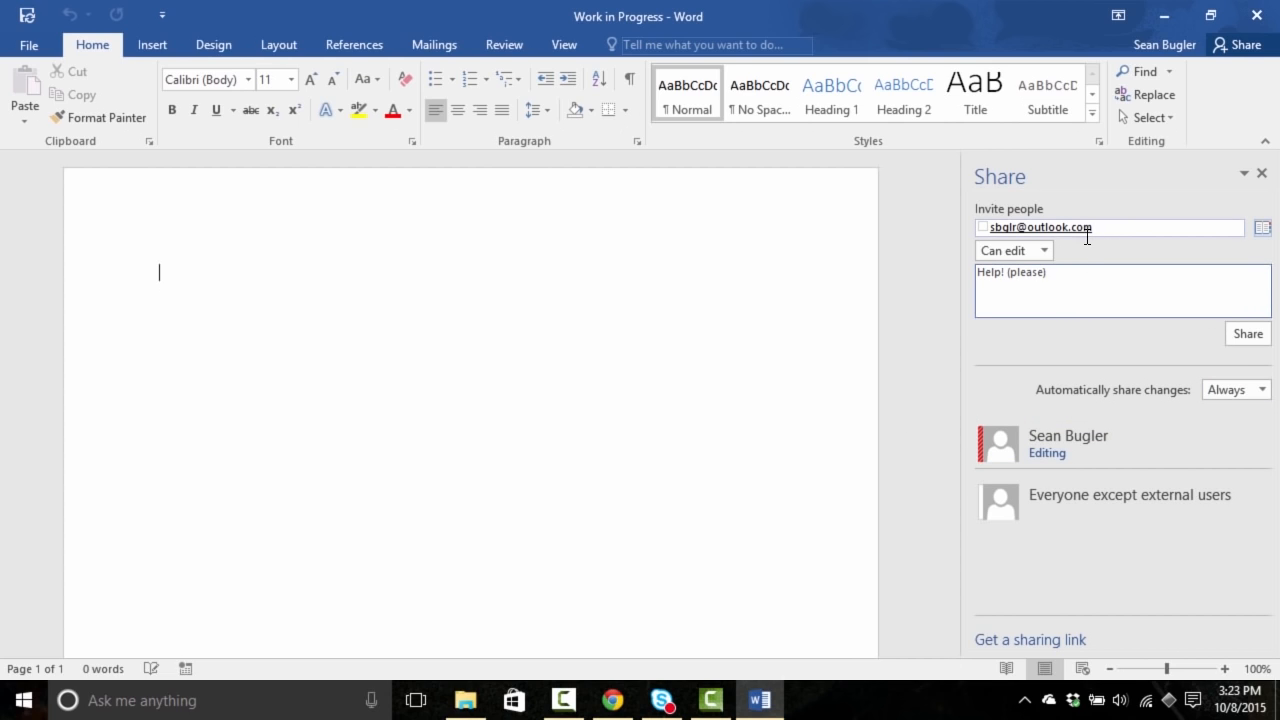 Work in Progress - Word
File Home Insert Design Layout References Mailings Review View Tell me what you want to do... Sean Bugler Share
Paste
Cut
Copy
Format Painter
Clipboard
Calibri (Body) 11 A A Aa
B I U abc x₂ x² A aby A
Font
Paragraph
AaBbCcDc AaBbCcDc AaBbCc AaBbCcD AaB AaBbCcD
¶ Normal ¶ No Spac... Heading 1 Heading 2 Title Subtitle
Styles
Find
Replace
Select
Editing
Share
Invite people
sbglr@outlook.com
Can edit
Help! (please)
Share
Automatically share changes: Always
Sean Bugler
Editing
Everyone except external users
Get a sharing link
Page 1 of 1 0 words 100%
Ask me anything
3:23 PM
10/8/2015